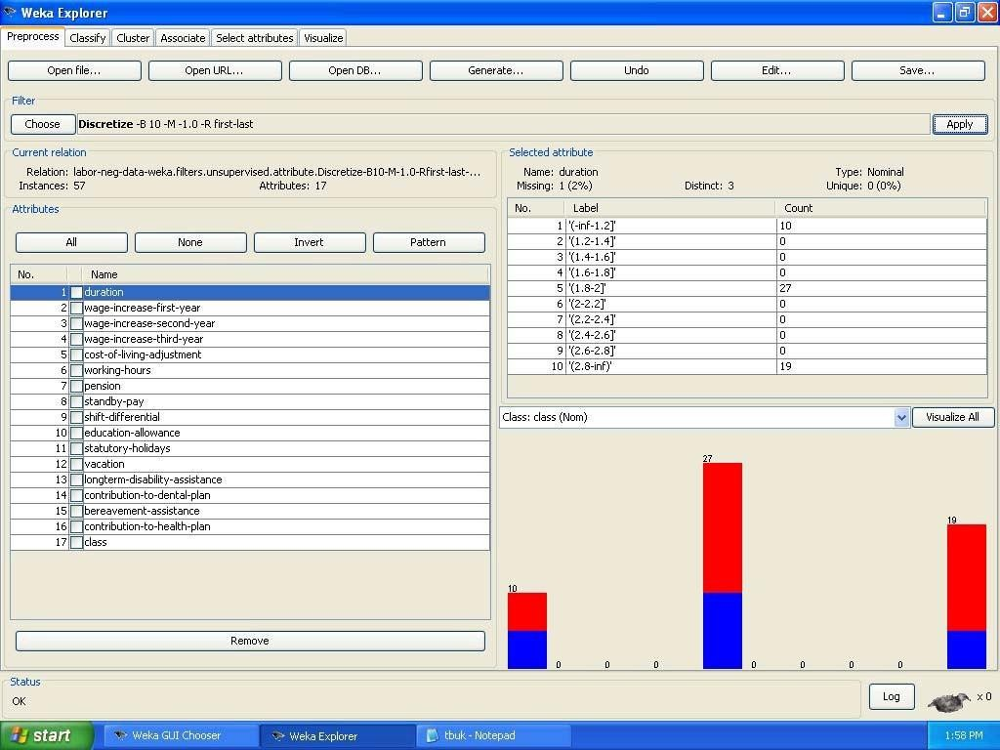 Weka Explorer
Preprocess Classify Cluster Associate Select attributes Visualize
Open file... Open URL... Open DB... Generate... Undo Edit... Save...
Filter
Choose Discretize -B 10 -M -1.0 -R first-last Apply
Current relation
Relation: labor-neg-data-weka.filters.unsupervised.attribute.Discretize-B10-M-1.0-Rfirst-last-...
Instances: 57 Attributes: 17
Attributes
All None Invert Pattern
No. Name
1 duration
2 wage-increase-first-year
3 wage-increase-second-year
4 wage-increase-third-year
5 cost-of-living-adjustment
6 working-hours
7 pension
8 standby-pay
9 shift-differential
10 education-allowance
11 statutory-holidays
12 vacation
13 longterm-disability-assistance
14 contribution-to-dental-plan
15 bereavement-assistance
16 contribution-to-health-plan
17 class
Remove
Selected attribute
Name: duration Type: Nominal
Missing: 1 (2%) Distinct: 3 Unique: 0 (0%)
No. Label Count
1 '(-inf-1.2]' 10
2 '(1.2-1.4]' 0
3 '(1.4-1.6]' 0
4 '(1.6-1.8]' 0
5 '(1.8-2]' 27
6 '(2-2.2]' 0
7 '(2.2-2.4]' 0
8 '(2.4-2.6]' 0
9 '(2.6-2.8]' 0
10 '(2.8-inf)' 19
Class: class (Nom) Visualize All
27
19
10
0 0 0 0 0 0 0
Status
OK
Log x 0
start Weka GUI Chooser Weka Explorer tbuk - Notepad 1:58 PM